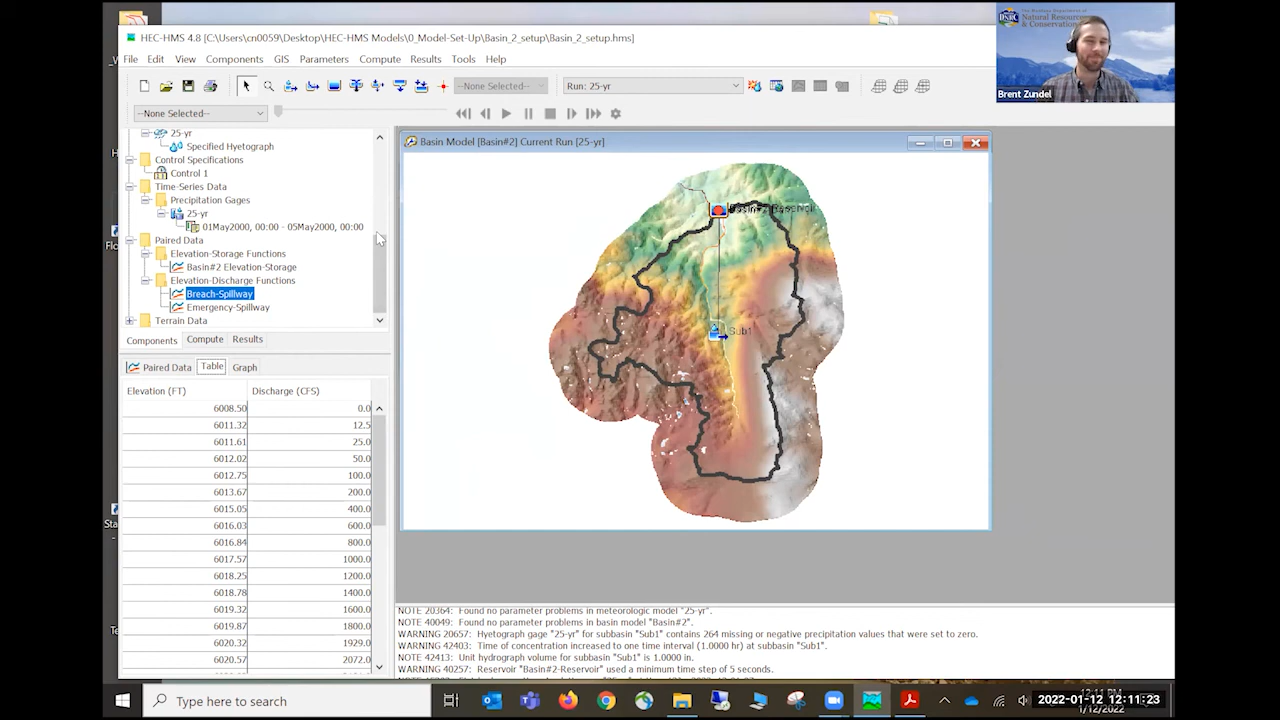 HEC-HMS 4.8 [C:\Users\cn0059\Desktop\HEC-HMS Models\0_Model-Set-Up\Basin_2_setup\Basin_2_setup.hms]
File Edit View Components GIS Parameters Compute Results Tools Help
--None Selected-- Run: 25-yr
--None Selected--
25-yr
Specified Hyetograph
Control Specifications
Control 1
Time-Series Data
Precipitation Gages
25-yr
01May2000, 00:00 - 05May2000, 00:00
Paired Data
Elevation-Storage Functions
Basin#2 Elevation-Storage
Elevation-Discharge Functions
Breach-Spillway
Emergency-Spillway
Terrain Data
Components Compute Results
Paired Data Table Graph
Elevation (FT) Discharge (CFS)
6008.50 0.0
6011.32 12.5
6011.61 25.0
6012.02 50.0
6012.75 100.0
6013.67 200.0
6015.05 400.0
6016.03 600.0
6016.84 800.0
6017.57 1000.0
6018.25 1200.0
6018.78 1400.0
6019.32 1600.0
6019.87 1800.0
6020.32 1929.0
6020.57 2072.0
Basin Model [Basin#2] Current Run [25-yr]
Sub1
NOTE 20364: Found no parameter problems in meteorologic model "25-yr".
NOTE 40049: Found no parameter problems in basin model "Basin#2".
WARNING 20657: Hyetograph gage "25-yr" for subbasin "Sub1" contains 264 missing or negative precipitation values that were set to zero.
WARNING 42403: Time of concentration increased to one time interval (1.0000 hr) at subbasin "Sub1".
NOTE 42413: Unit hydrograph volume for subbasin "Sub1" is 1.0000 in.
WARNING 40257: Reservoir "Basin#2-Reservoir" used a minimum time step of 5 seconds.
DNRC
Natural Resources
& Conservation
Brent Zundel
Type here to search
2022-01-12 12:11:23
1/12/2022